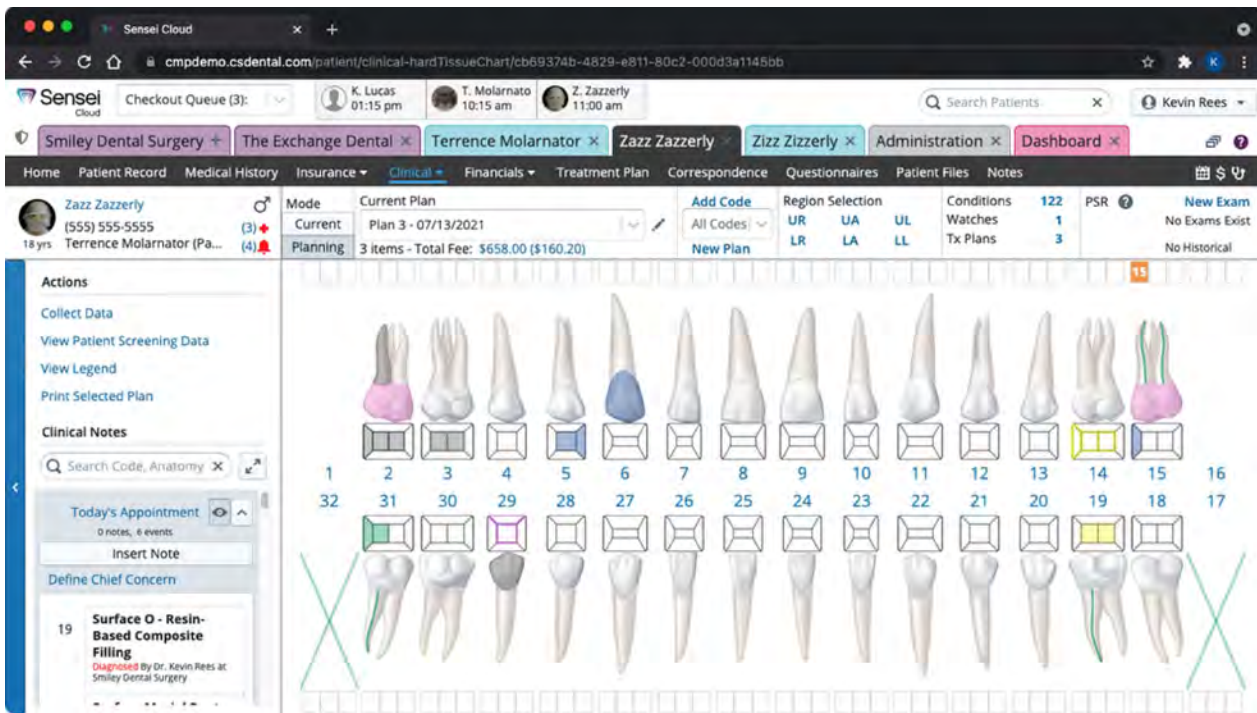 Sensei Cloud
cmpdemo.csdental.com/patient/clinical-hardTissueChart/cb69374b-4829-e811-80c2-000d3a1145bb
K
Sensei
Cloud
Checkout Queue (3):
K. Lucas
01:15 pm
T. Molarnato
10:15 am
Z. Zazzerly
11:00 am
Search Patients
Kevin Rees
Smiley Dental Surgery
The Exchange Dental
Terrence Molarnator
Zazz Zazzerly
Zizz Zizzerly
Administration
Dashboard
Home Patient Record Medical History Insurance Clinical Financials Treatment Plan Correspondence Questionnaires Patient Files Notes
Zazz Zazzerly
(555) 555-5555
(3)
18 yrs Terrence Molarnator (Pa...
(4)
Mode
Current
Planning
Current Plan
Plan 3 - 07/13/2021
3 items - Total Fee: $658.00 ($160.20)
Add Code
All Codes
New Plan
Region Selection
UR UA UL
LR LA LL
Conditions 122
Watches 1
Tx Plans 3
PSR
New Exam
No Exams Exist
No Historical
Actions
Collect Data
View Patient Screening Data
View Legend
Print Selected Plan
Clinical Notes
Search Code, Anatomy
Today's Appointment
0 notes, 6 events
Insert Note
Define Chief Concern
19
Surface O - Resin-
Based Composite
Filling
Diagnosed By Dr. Kevin Rees at
Smiley Dental Surgery
15
1 2 3 4 5 6 7 8 9 10 11 12 13 14 15 16
32 31 30 29 28 27 26 25 24 23 22 21 20 19 18 17